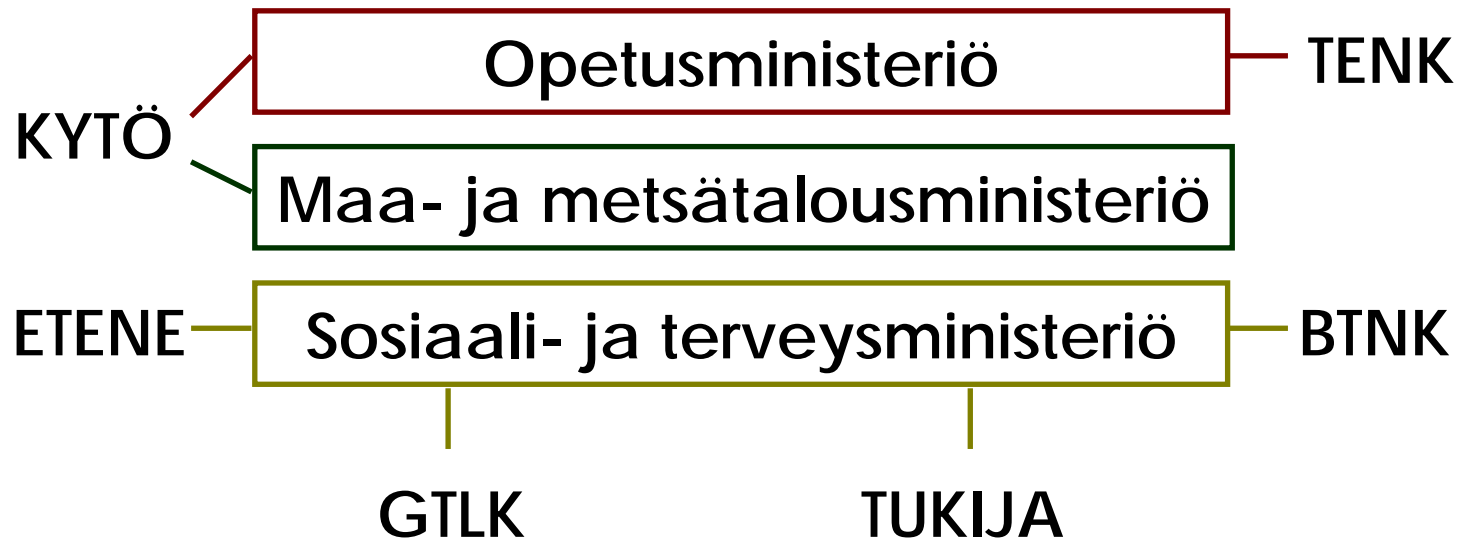 Opetusministeriö
TENK
KYTÖ
Maa- ja metsätalousministeriö
ETENE
Sosiaali- ja terveysministeriö
BTNK
GTLK
TUKIJA